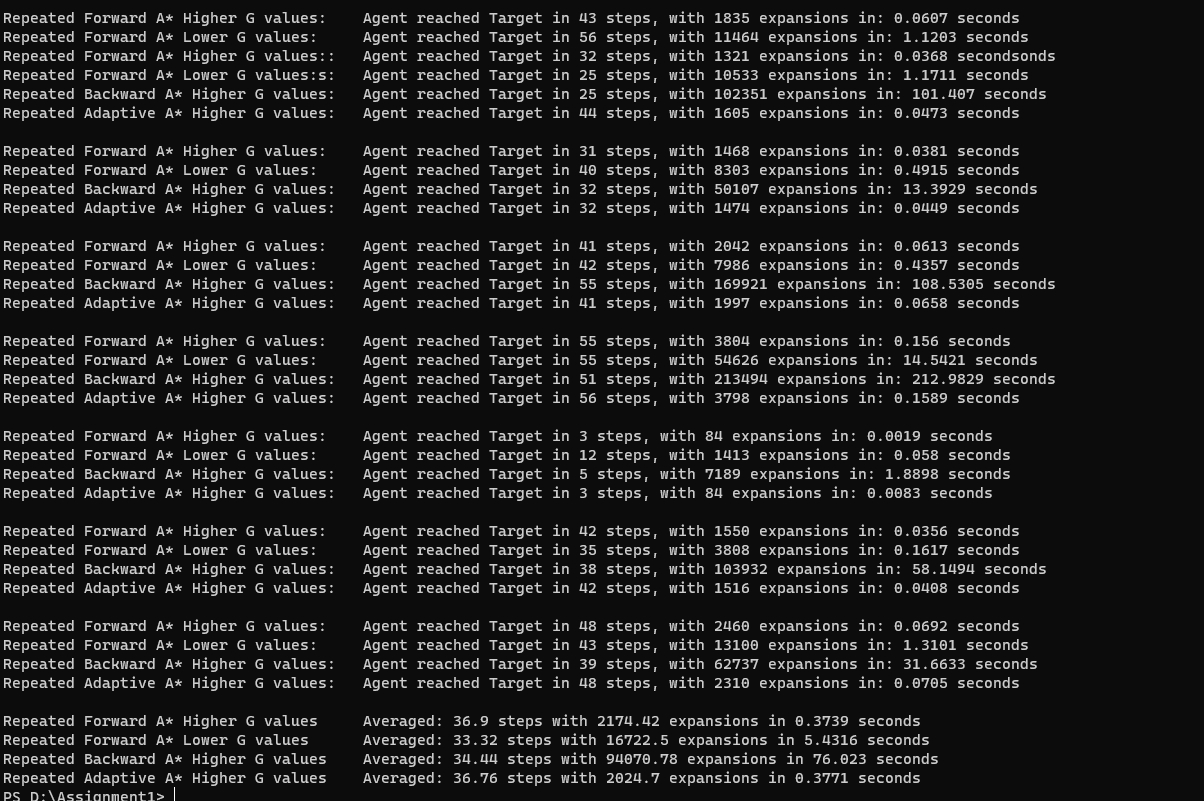 Repeated Forward A* Higher G values: Agent reached Target in 43 steps, with 1835 expansions in: 0.0607 seconds
Repeated Forward A* Lower G values: Agent reached Target in 56 steps, with 11464 expansions in: 1.1203 seconds
Repeated Forward A* Higher G values:: Agent reached Target in 32 steps, with 1321 expansions in: 0.0368 secondsonds
Repeated Forward A* Lower G values:s: Agent reached Target in 25 steps, with 10533 expansions in: 1.1711 seconds
Repeated Backward A* Higher G values: Agent reached Target in 25 steps, with 102351 expansions in: 101.407 seconds
Repeated Adaptive A* Higher G values: Agent reached Target in 44 steps, with 1605 expansions in: 0.0473 seconds
Repeated Forward A* Higher G values: Agent reached Target in 31 steps, with 1468 expansions in: 0.0381 seconds
Repeated Forward A* Lower G values: Agent reached Target in 40 steps, with 8303 expansions in: 0.4915 seconds
Repeated Backward A* Higher G values: Agent reached Target in 32 steps, with 50107 expansions in: 13.3929 seconds
Repeated Adaptive A* Higher G values: Agent reached Target in 32 steps, with 1474 expansions in: 0.0449 seconds
Repeated Forward A* Higher G values: Agent reached Target in 41 steps, with 2042 expansions in: 0.0613 seconds
Repeated Forward A* Lower G values: Agent reached Target in 42 steps, with 7986 expansions in: 0.4357 seconds
Repeated Backward A* Higher G values: Agent reached Target in 55 steps, with 169921 expansions in: 108.5305 seconds
Repeated Adaptive A* Higher G values: Agent reached Target in 41 steps, with 1997 expansions in: 0.0658 seconds
Repeated Forward A* Higher G values: Agent reached Target in 55 steps, with 3804 expansions in: 0.156 seconds
Repeated Forward A* Lower G values: Agent reached Target in 55 steps, with 54626 expansions in: 14.5421 seconds
Repeated Backward A* Higher G values: Agent reached Target in 51 steps, with 213494 expansions in: 212.9829 seconds
Repeated Adaptive A* Higher G values: Agent reached Target in 56 steps, with 3798 expansions in: 0.1589 seconds
Repeated Forward A* Higher G values: Agent reached Target in 3 steps, with 84 expansions in: 0.0019 seconds
Repeated Forward A* Lower G values: Agent reached Target in 12 steps, with 1413 expansions in: 0.058 seconds
Repeated Backward A* Higher G values: Agent reached Target in 5 steps, with 7189 expansions in: 1.8898 seconds
Repeated Adaptive A* Higher G values: Agent reached Target in 3 steps, with 84 expansions in: 0.0083 seconds
Repeated Forward A* Higher G values: Agent reached Target in 42 steps, with 1550 expansions in: 0.0356 seconds
Repeated Forward A* Lower G values: Agent reached Target in 35 steps, with 3808 expansions in: 0.1617 seconds
Repeated Backward A* Higher G values: Agent reached Target in 38 steps, with 103932 expansions in: 58.1494 seconds
Repeated Adaptive A* Higher G values: Agent reached Target in 42 steps, with 1516 expansions in: 0.0408 seconds
Repeated Forward A* Higher G values: Agent reached Target in 48 steps, with 2460 expansions in: 0.0692 seconds
Repeated Forward A* Lower G values: Agent reached Target in 43 steps, with 13100 expansions in: 1.3101 seconds
Repeated Backward A* Higher G values: Agent reached Target in 39 steps, with 62737 expansions in: 31.6633 seconds
Repeated Adaptive A* Higher G values: Agent reached Target in 48 steps, with 2310 expansions in: 0.0705 seconds
Repeated Forward A* Higher G values Averaged: 36.9 steps with 2174.42 expansions in 0.3739 seconds
Repeated Forward A* Lower G values Averaged: 33.32 steps with 16722.5 expansions in 5.4316 seconds
Repeated Backward A* Higher G values Averaged: 34.44 steps with 94070.78 expansions in 76.023 seconds
Repeated Adaptive A* Higher G values Averaged: 36.76 steps with 2024.7 expansions in 0.3771 seconds
PS D:\Assignment1>